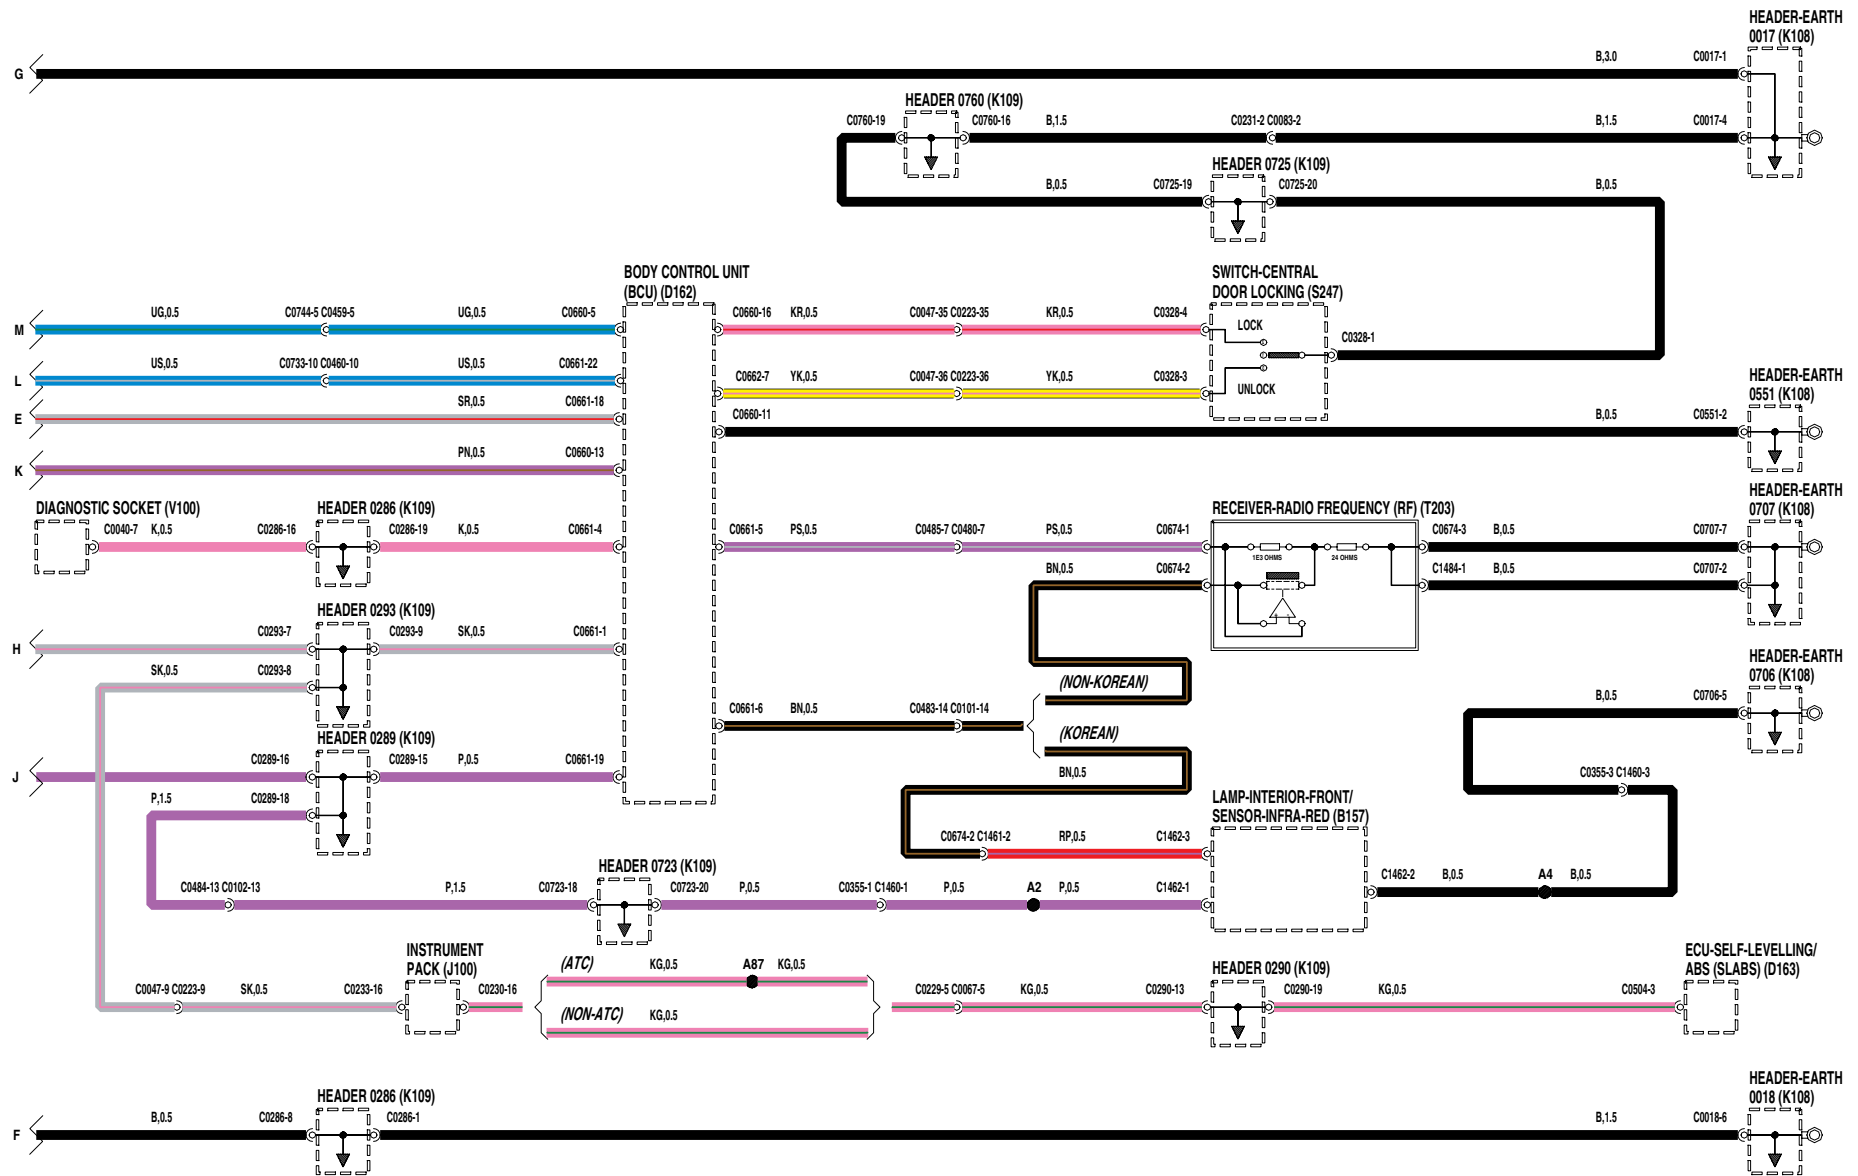 HEADER-EARTH
0017 (K108)
G
B,3.0
C0017-1
HEADER 0760 (K109)
C0760-19
C0760-16
B,1.5
C0231-2 C0083-2
B,1.5
C0017-4
HEADER 0725 (K109)
B,0.5
C0725-19
C0725-20
B,0.5
BODY CONTROL UNIT
(BCU) (D162)
SWITCH-CENTRAL
DOOR LOCKING (S247)
M
UG,0.5
C0744-5 C0459-5
UG,0.5
C0660-5
C0660-16
KR,0.5
C0047-35 C0223-35
KR,0.5
C0328-4
LOCK
C0328-1
L
US,0.5
C0733-10 C0460-10
US,0.5
C0661-22
C0662-7
YK,0.5
C0047-36 C0223-36
YK,0.5
C0328-3
UNLOCK
HEADER-EARTH
0551 (K108)
E
SR,0.5
C0661-18
C0660-11
B,0.5
C0551-2
K
PN,0.5
C0660-13
DIAGNOSTIC SOCKET (V100)
HEADER 0286 (K109)
RECEIVER-RADIO FREQUENCY (RF) (T203)
HEADER-EARTH
0707 (K108)
C0040-7
K,0.5
C0286-16
C0286-19
K,0.5
C0661-4
C0661-5
PS,0.5
C0485-7 C0480-7
PS,0.5
C0674-1
1E3 OHMS
24 OHMS
C0674-3
B,0.5
C0707-7
BN,0.5
C0674-2
C1484-1
B,0.5
C0707-2
HEADER 0293 (K109)
H
C0293-7
C0293-9
SK,0.5
C0661-1
SK,0.5
C0293-8
HEADER-EARTH
0706 (K108)
(NON-KOREAN)
C0661-6
BN,0.5
C0483-14 C0101-14
(KOREAN)
B,0.5
C0706-5
HEADER 0289 (K109)
J
C0289-16
C0289-15
P,0.5
C0661-19
BN,0.5
C0355-3 C1460-3
P,1.5
C0289-18
LAMP-INTERIOR-FRONT/
SENSOR-INFRA-RED (B157)
C0674-2 C1461-2
RP,0.5
C1462-3
HEADER 0723 (K109)
C0484-13 C0102-13
P,1.5
C0723-18
C0723-20
P,0.5
C0355-1 C1460-1
P,0.5
A2
P,0.5
C1462-1
C1462-2
B,0.5
A4
B,0.5
INSTRUMENT
PACK (J100)
(ATC)
KG,0.5
A87
KG,0.5
HEADER 0290 (K109)
ECU-SELF-LEVELLING/
ABS (SLABS) (D163)
C0047-9 C0223-9
SK,0.5
C0233-16
C0230-16
(NON-ATC)
KG,0.5
C0229-5 C0067-5
KG,0.5
C0290-13
C0290-19
KG,0.5
C0504-3
HEADER 0286 (K109)
HEADER-EARTH
0018 (K108)
F
B,0.5
C0286-8
C0286-1
B,1.5
C0018-6